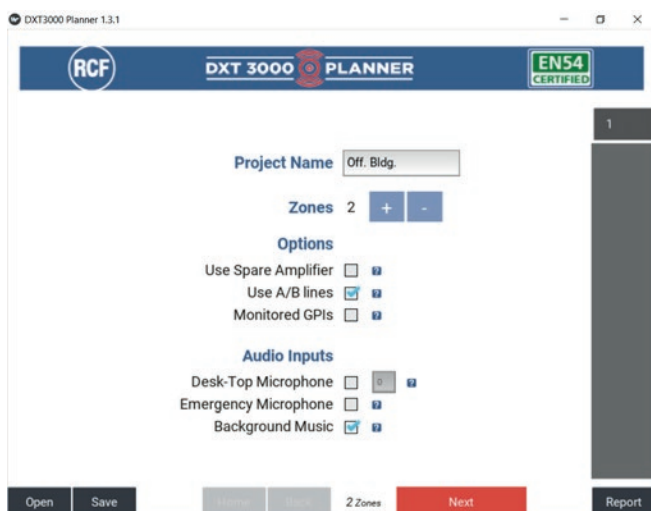 DXT3000 Planner 1.3.1
RCF
DXT 3000 PLANNER
EN54
CERTIFIED
1
Project Name Off. Bldg.
Zones 2 + -
Options
Use Spare Amplifier ?
Use A/B lines ?
Monitored GPIs ?
Audio Inputs
Desk-Top Microphone 0 ?
Emergency Microphone ?
Background Music ?
Open Save Home Back 2 Zones Next Report